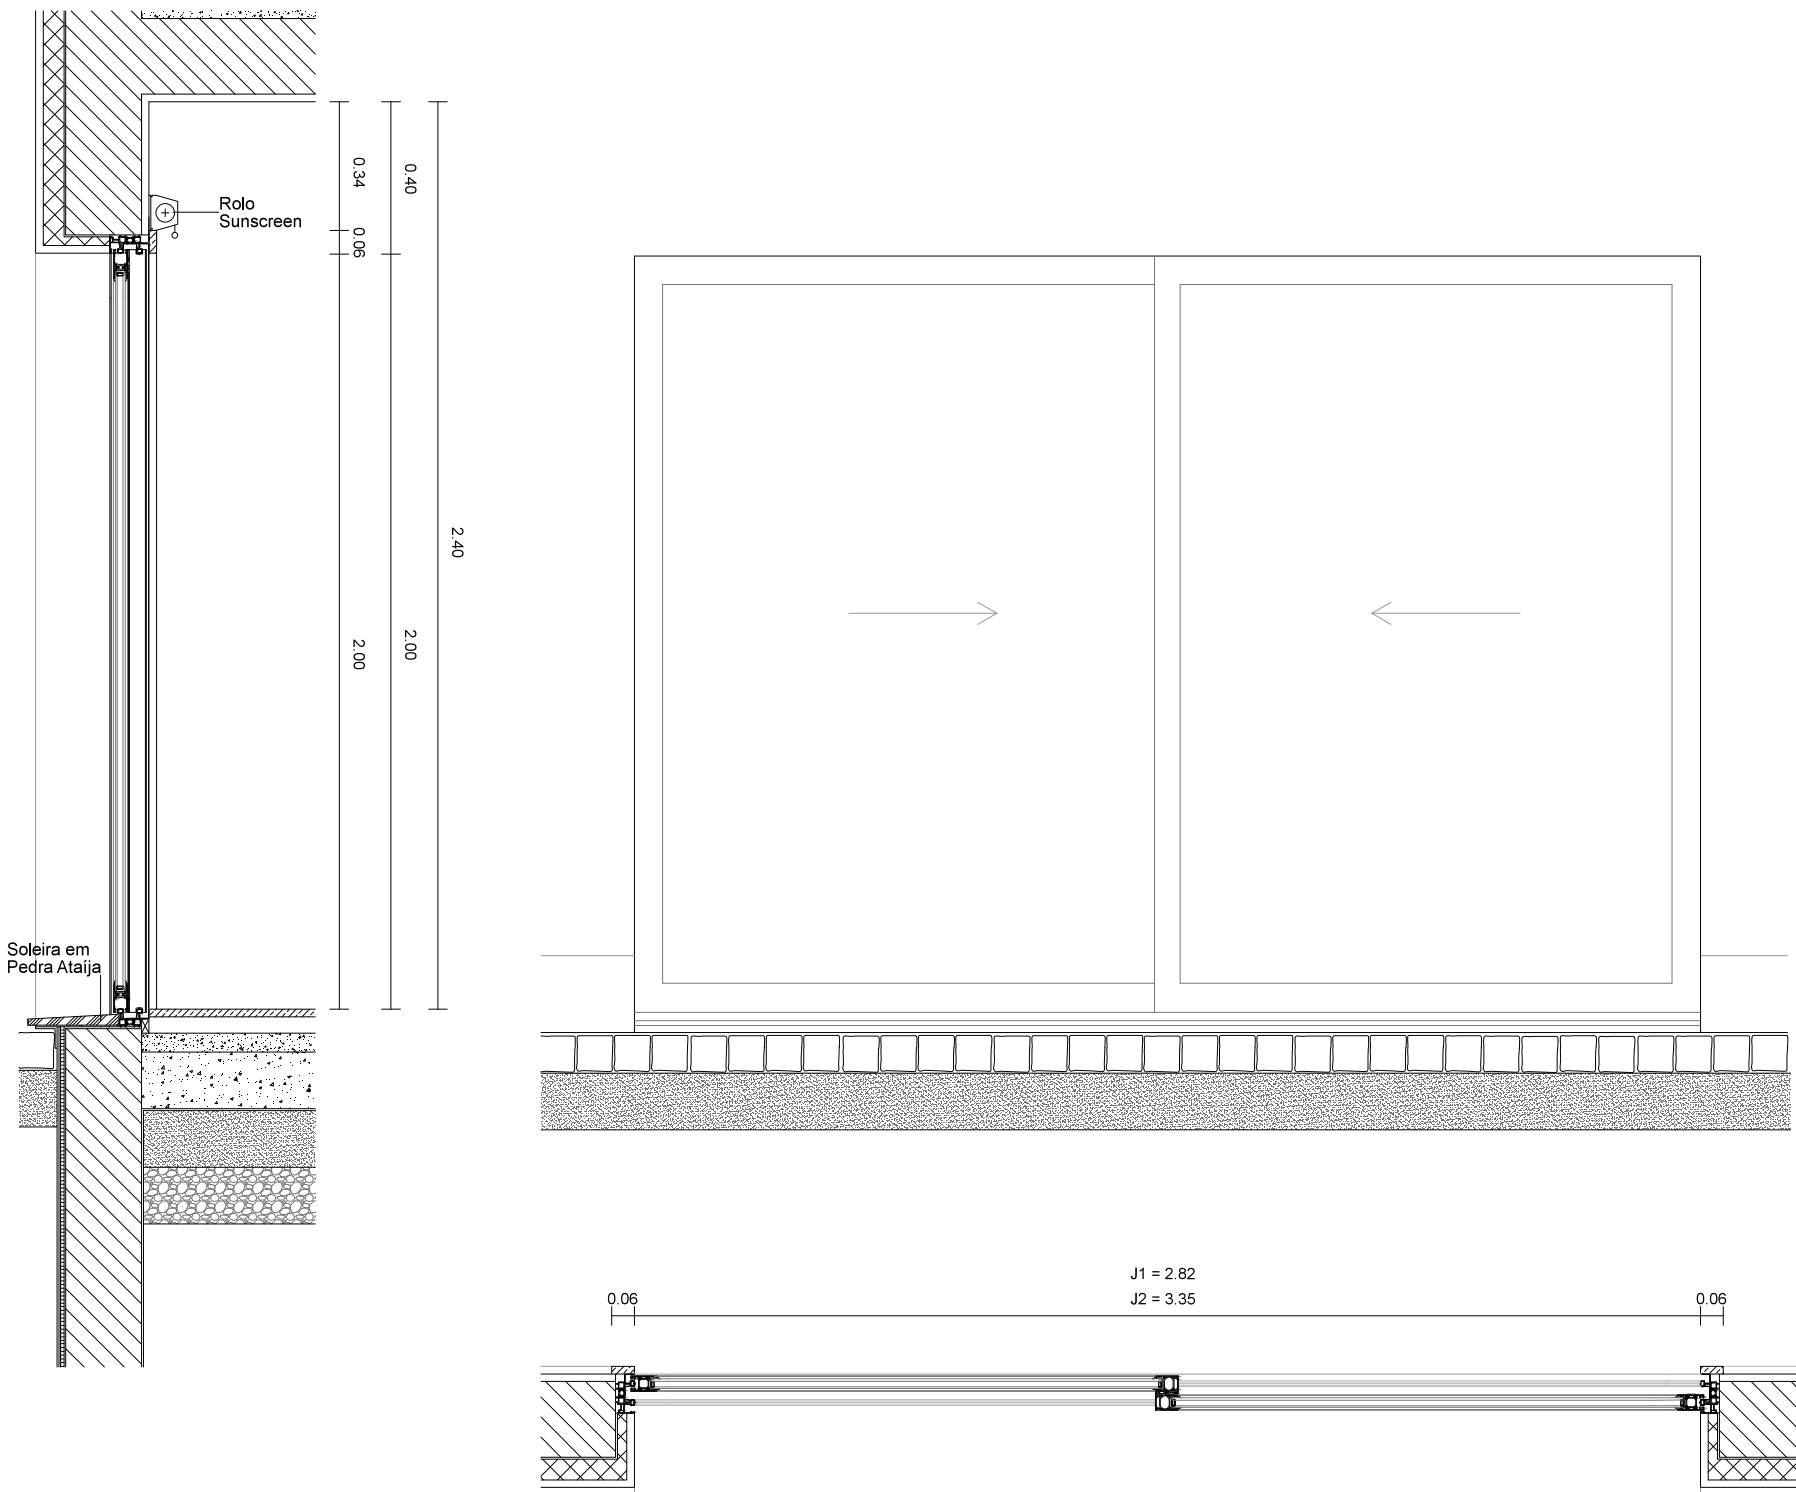 0.34
0.40
Rolo
Sunscreen
0.06
2.40
2.00
2.00
Soleira em
Pedra Ataíja
J1 = 2.82
0.06
J2 = 3.35
0.06